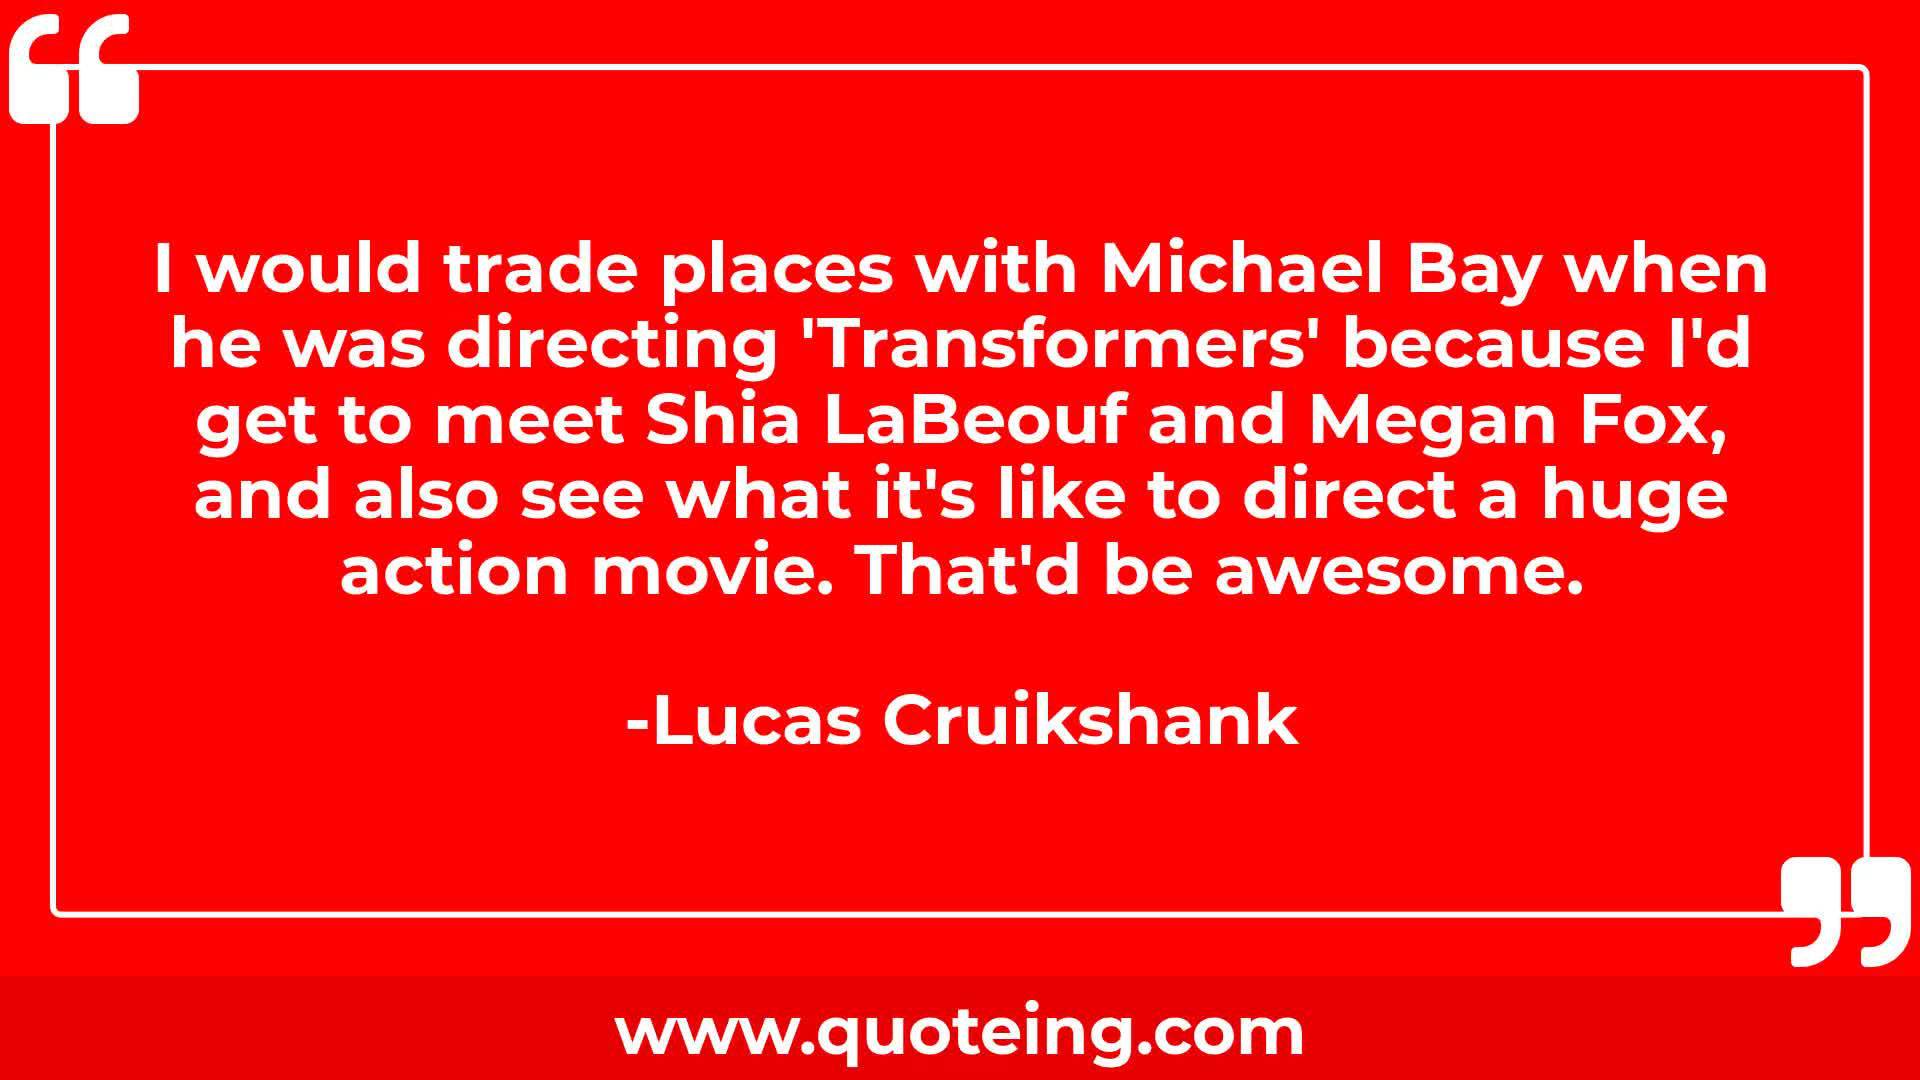 I would trade places with Michael Bay when
he was directing 'Transformers' because I'd
get to meet Shia LaBeouf and Megan Fox,
and also see what it's like to direct a huge
action movie. That'd be awesome.
-Lucas Cruikshank
www.quoteing.com